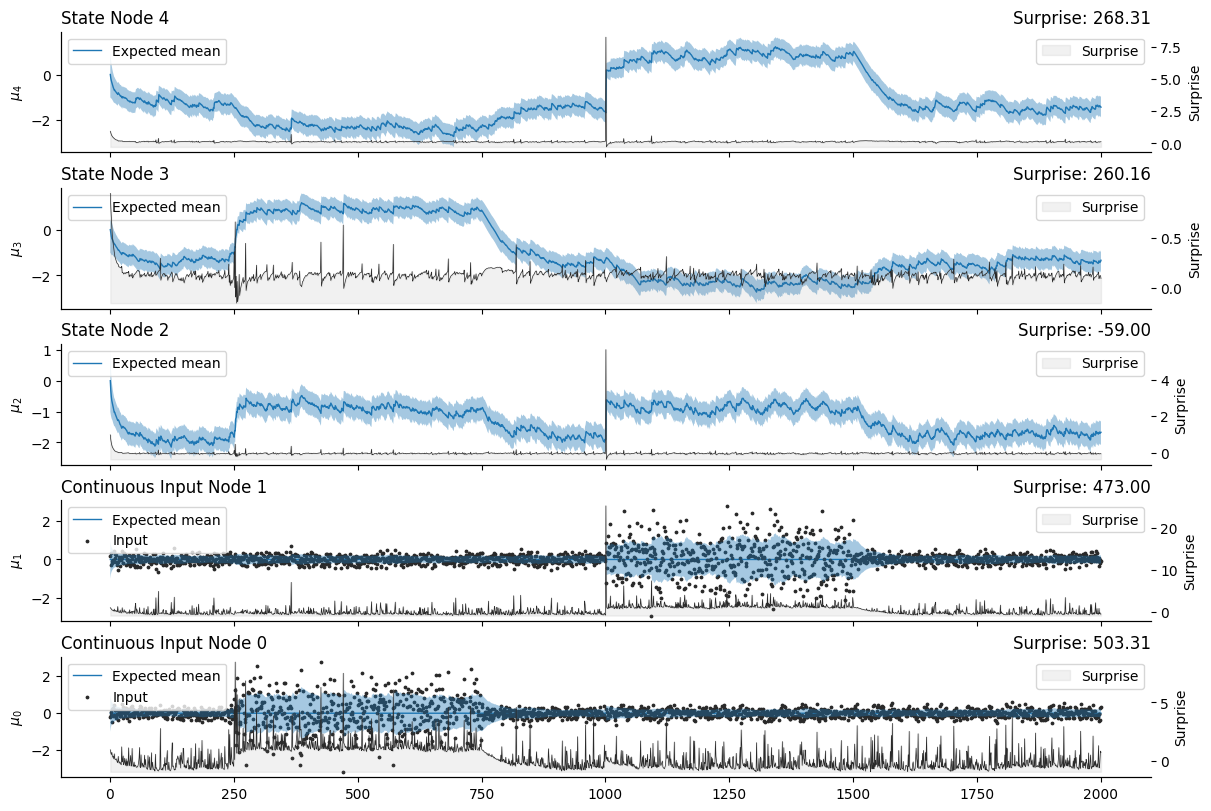 State Node 4 Surprise: 268.31
Expected mean Surprise
μ4
0
−2
7.5
5.0
2.5
0.0
Surprise
State Node 3 Surprise: 260.16
Expected mean Surprise
μ3
0
−2
0.5
0.0
Surprise
State Node 2 Surprise: -59.00
Expected mean Surprise
μ2
1
0
−1
−2
4
2
0
Surprise
Continuous Input Node 1 Surprise: 473.00
Expected mean Surprise
Input
μ1
2
0
−2
20
10
0
Surprise
Continuous Input Node 0 Surprise: 503.31
Expected mean Surprise
Input
μ0
2
0
−2
5
0
Surprise
0 250 500 750 1000 1250 1500 1750 2000